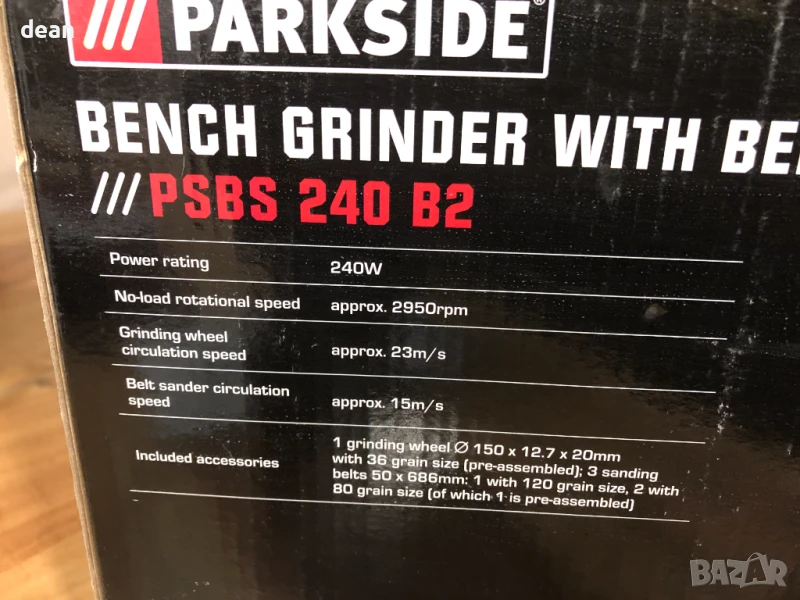 dean
/// PARKSIDE®
BENCH GRINDER WITH
/// PSBS 240 B2
Power rating 240W
No-load rotational speed approx. 2950rpm
Grinding wheel
circulation speed approx. 23m/s
Belt sander circulation
speed approx. 15m/s
Included accessories
1 grinding wheel Ø 150 x 12.7 x 20mm
with 36 grain size (pre-assembled); 3 sanding
belts 50 x 686mm: 1 with 120 grain size, 2 with
80 grain size (of which 1 is pre-assembled)
BAZAR